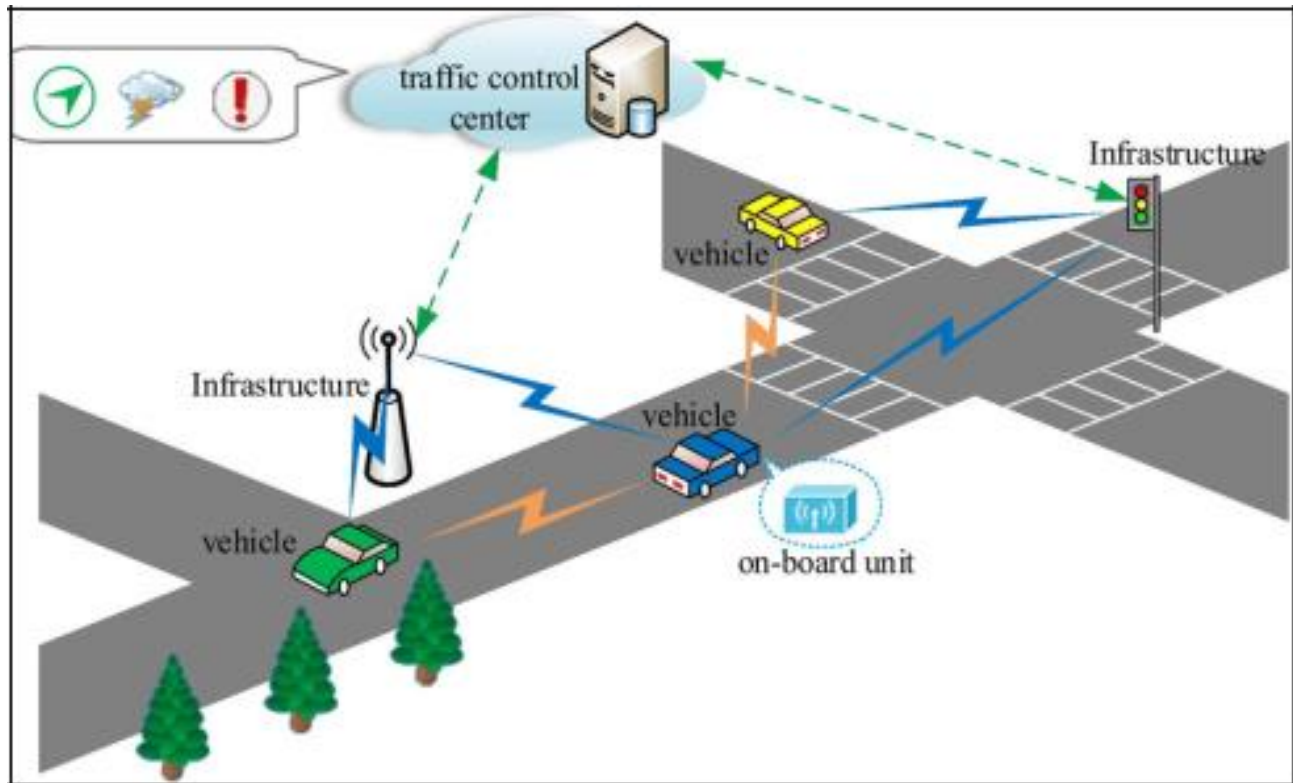 traffic control
center
Infrastructure
vehicle
Infrastructure
vehicle
vehicle
on-board unit